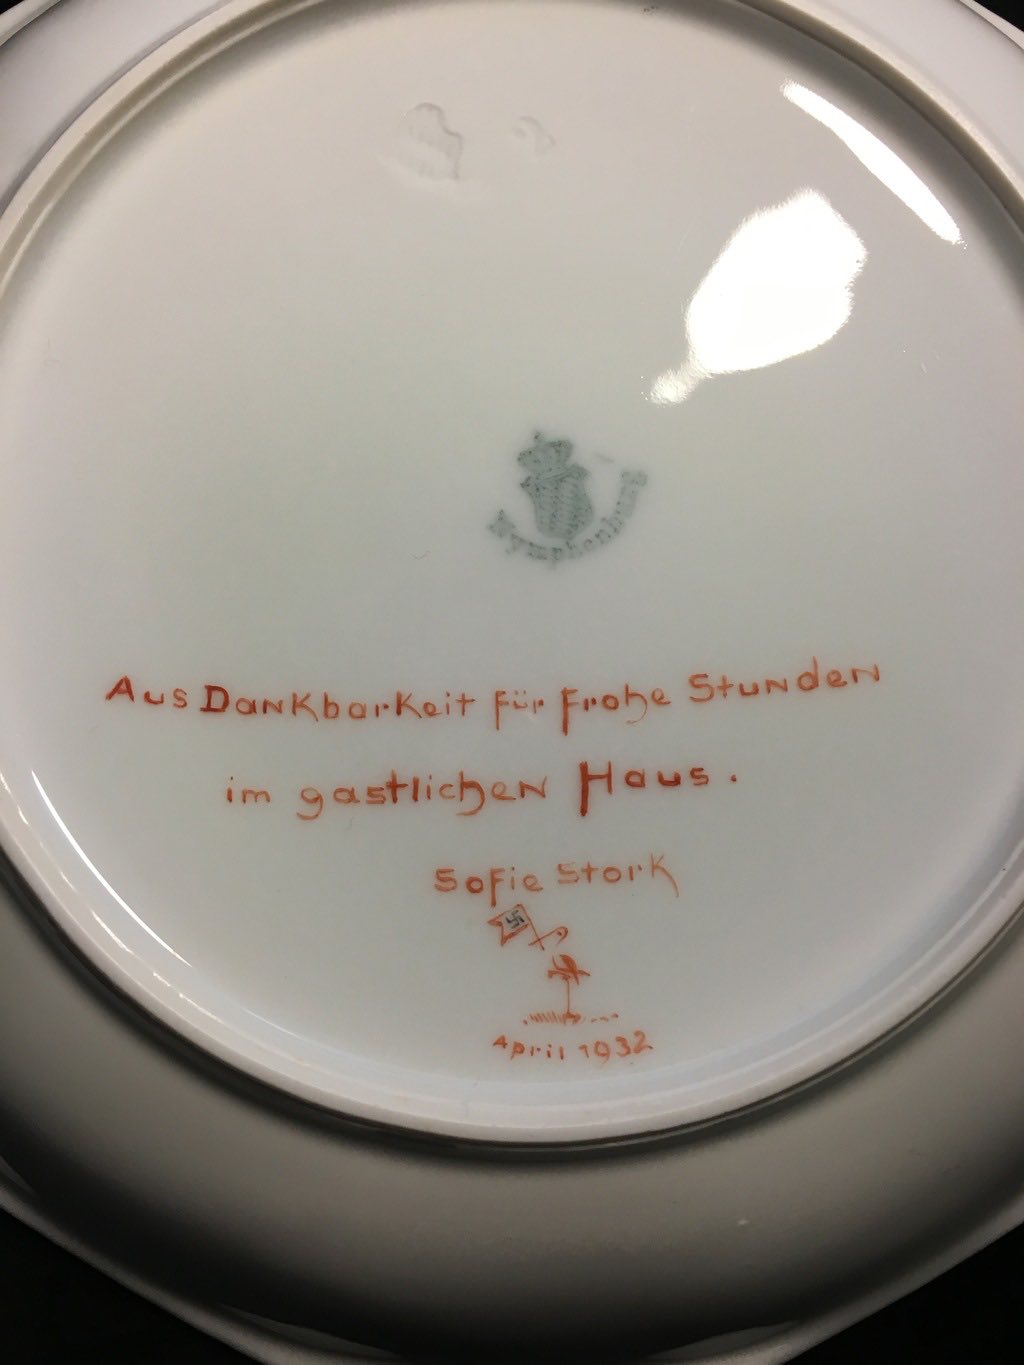 Nymphenburg
Aus Dankbarkeit für frohe Stunden
im gastlichen Haus.
Sofie Stork
April 1932